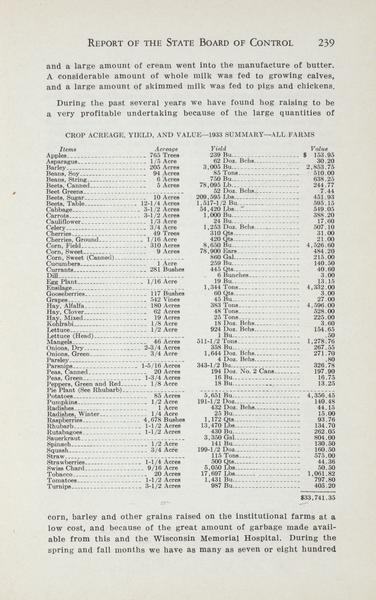 REPORT OF THE STATE BOARD OF CONTROL 239
and a large amount of cream went into the manufacture of butter.
A considerable amount of whole milk was fed to growing calves,
and a large amount of skimmed milk was fed to pigs and chickens.
During the past several years we have found hog raising to be
a very profitable undertaking because of the large quantities of
CROP ACREAGE, YIELD, AND VALUE—1933 SUMMARY—ALL FARMS
Items Acreage Yield Value
Apples 765 Trees 239 Bu. $ 153.95
Asparagus 1/5 Acre 62 Doz. Bchs. 30.20
Barley 205 Acres 3,005 Bu. 2,853.75
Beans, Soy 94 Acres 85 Tons 510.00
Beans, String 6 Acres 750 Bu. 638.25
Beets, Canned 5 Acres 78,095 Lb. 244.77
Beet Greens 52 Doz. Bchs. 7.44
Beets, Sugar 10 Acres 209,595 Lbs. 451.93
Beets, Table 12-1/4 Acres 1,517-1/2 Bu. 595.12
Cabbage 3-1/2 Acres 54,420 Lbs. 549.05
Carrots 3-1/2 Acres 1,000 Bu. 388.20
Cauliflower 1/3 Acre 24 Bu. 17.60
Celery 3/4 Acre 1,253 Doz. Bchs. 507.10
Cherries 49 Trees 310 Qts. 31.00
Cherries, Ground 1/16 Acre 420 Qts. 21.00
Corn, Field 310 Acres 8,650 Bu. 4,526.60
Corn, Sweet 9 Acres 78,900 Ears 484.20
Corn, Sweet (Canned) 860 Gal. 215.00
Cucumbers 1 Acre 259 Bu. 140.50
Currants 281 Bushes 445 Qts. 40.60
Dill 6 Bunches 3.00
Egg Plant 1/16 Acre 19 Bu. 13.15
Ensilage 1,344 Tons 4,332.00
Gooseberries 117 Bushes 60 Qts. 3.00
Grapes 542 Vines 45 Bu. 27.00
Hay, Alfalfa 180 Acres 383 Tons 4,596.00
Hay, Clover 62 Acres 48 Tons 528.00
Hay, Mixed 19 Acres 25 Tons 225.00
Kohlrabi 1/8 Acre 18 Doz. Bchs. 3.60
Lettuce 1/2 Acre 924 Doz. Bchs. 154.65
Lettuce (Head) 1 Bu. .50
Mangels 46 Acres 511-1/2 Tons 1,278.76
Onions, Dry 2-3/4 Acres 358 Bu. 267.55
Onions, Green 3/4 Acre 1,644 Doz. Bchs. 271.70
Parsley 4 Doz. Bchs. .80
Parsnips 1-5/16 Acres 343-1/2 Bu. 326.78
Peas, Canned 20 Acres 194 Doz. No. 2 Cans 197.90
Peas, Green 1-3/4 Acres 16 Bu. 16.75
Peppers, Green and Red 1/8 Acre 18 Bu. 13.25
Pie Plant (See Rhubarb)
Potatoes 85 Acres 5,651 Bu. 4,356.45
Pumpkins 1/2 Acre 191-1/2 Doz. 149.48
Radishes 1 Acre 432 Doz. Bchs. 44.15
Radishes, Winter 1/4 Acre 25 Bu. 15.00
Raspberries 4,678 Bushes 1,172 Qts. 93.76
Rhubarb 1-1/2 Acres 13,470 Lbs. 134.70
Rutabagoes 1-1/2 Acres 430 Bu. 262.05
Sauerkraut 3,350 Gal. 804.00
Spinach 1/2 Acre 141 Bu. 130.50
Squash 3/4 Acre 199-1/2 Doz. 160.50
Straw 115 Tons 575.00
Strawberries 1-1/4 Acres 500 Qts. 44.36
Swiss Chard 9/16 Acre 5,050 Lbs. 50.50
Tobacco 20 Acres 17,697 Lbs. 1,061.82
Tomatoes 1-1/2 Acres 1,431 Bu. 797.80
Turnips 3-1/2 Acres 987 Bu. 405.20
$33,741.35
corn, barley and other grains raised on the institutional farms at a
low cost, and because of the great amount of garbage made avail-
able from this and the Wisconsin Memorial Hospital. During the
spring and fall months we have as many as seven or eight hundred